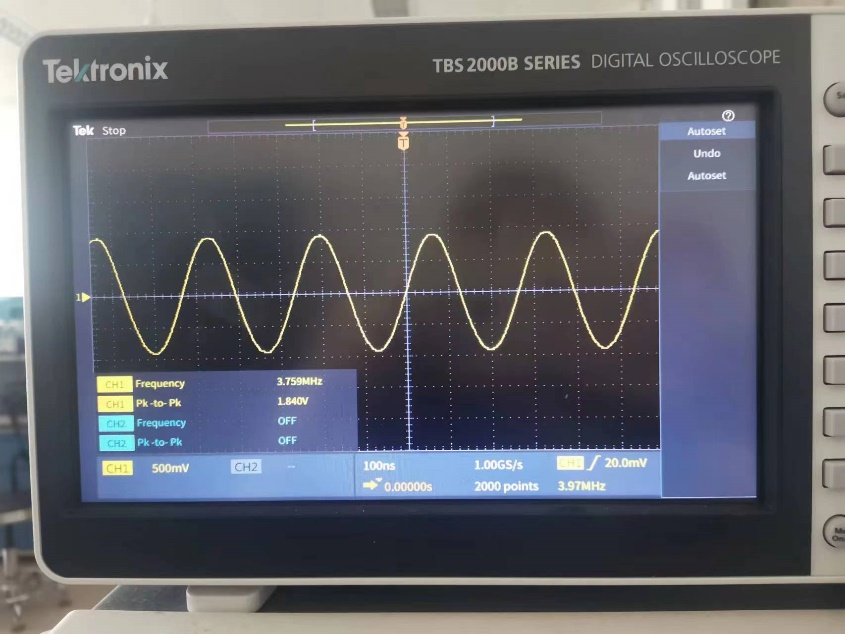 Tektronix
TBS 2000B SERIES DIGITAL OSCILLOSCOPE
Tek Stop
T
?
Autoset
Undo
Autoset
1
CH1 Frequency 3.759MHz
CH1 Pk-to-Pk 1.840V
CH2 Frequency OFF
CH2 Pk-to-Pk OFF
CH1 500mV CH2 -- 100ns 1.00GS/s CH1 20.0mV
0.00000s 2000 points 3.97MHz